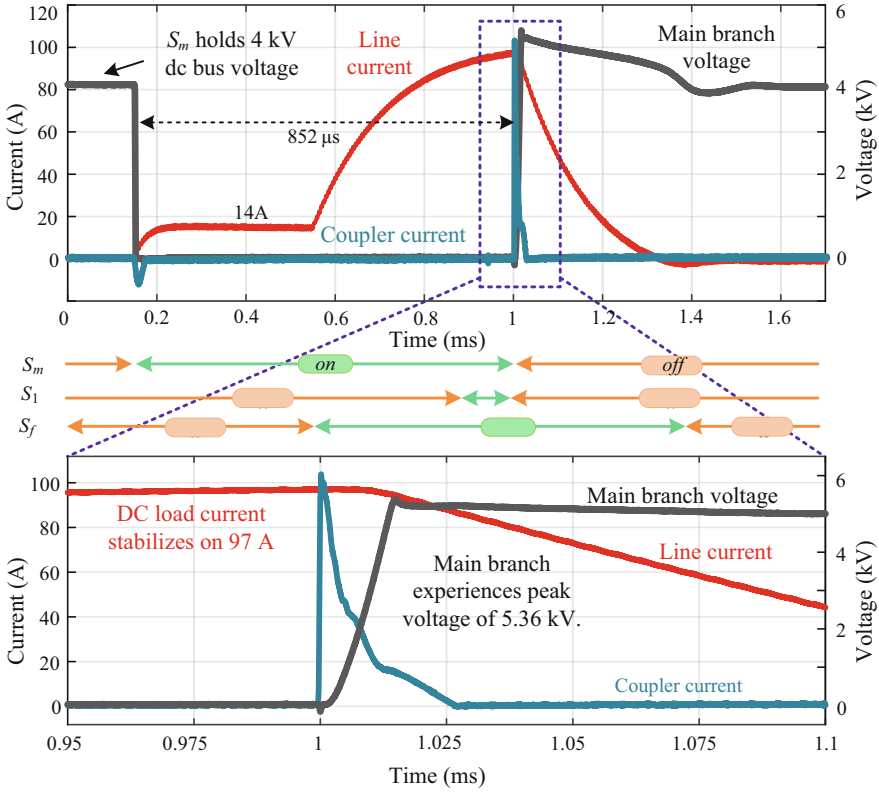 S_m holds 4 kV
dc bus voltage
Line
current
Main branch
voltage
852 µs
14A
Coupler current
Current (A)
120
100
80
60
40
20
0
Voltage (kV)
6
4
2
0
0 0.2 0.4 0.6 0.8 1 1.2 1.4 1.6
Time (ms)
S_m on off
S_1
S_f
DC load current
stabilizes on 97 A
Main branch
experiences peak
voltage of 5.36 kV.
Main branch voltage
Line current
Coupler current
Current (A)
100
80
60
40
20
0
Voltage (kV)
6
4
2
0
0.95 0.975 1 1.025 1.05 1.075 1.1
Time (ms)